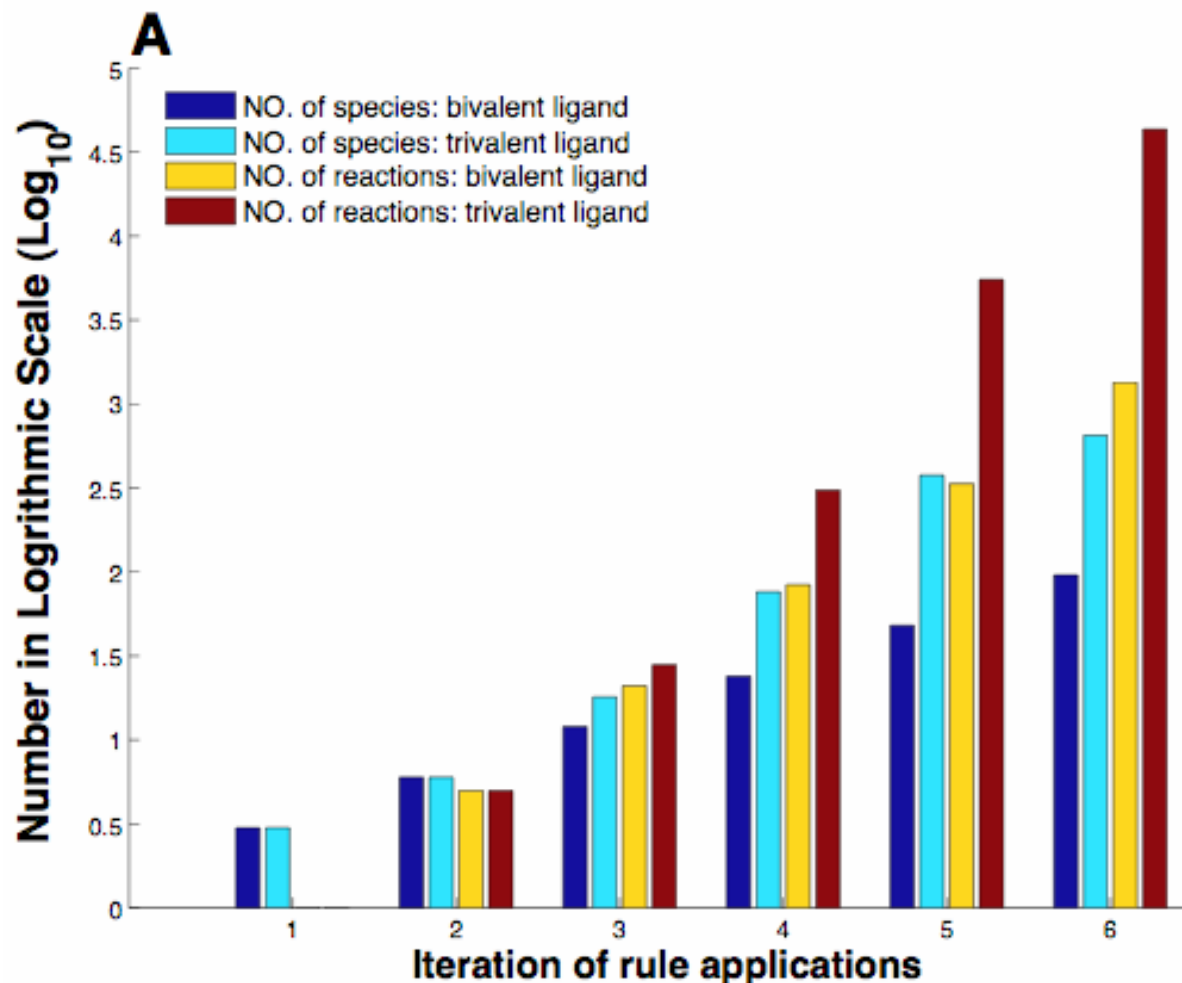 A
5
4.5
4
3.5
3
2.5
2
1.5
1
0.5
0
Number in Logrithmic Scale (Log10)
NO. of species: bivalent ligand
NO. of species: trivalent ligand
NO. of reactions: bivalent ligand
NO. of reactions: trivalent ligand
1 2 3 4 5 6
Iteration of rule applications